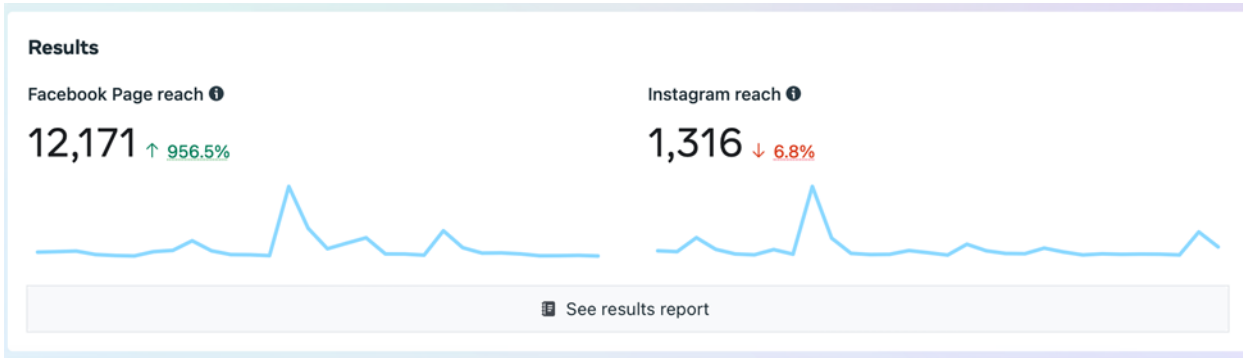 Results
Facebook Page reach
12,171 ↑ 956.5%
Instagram reach
1,316 ↓ 6.8%
See results report